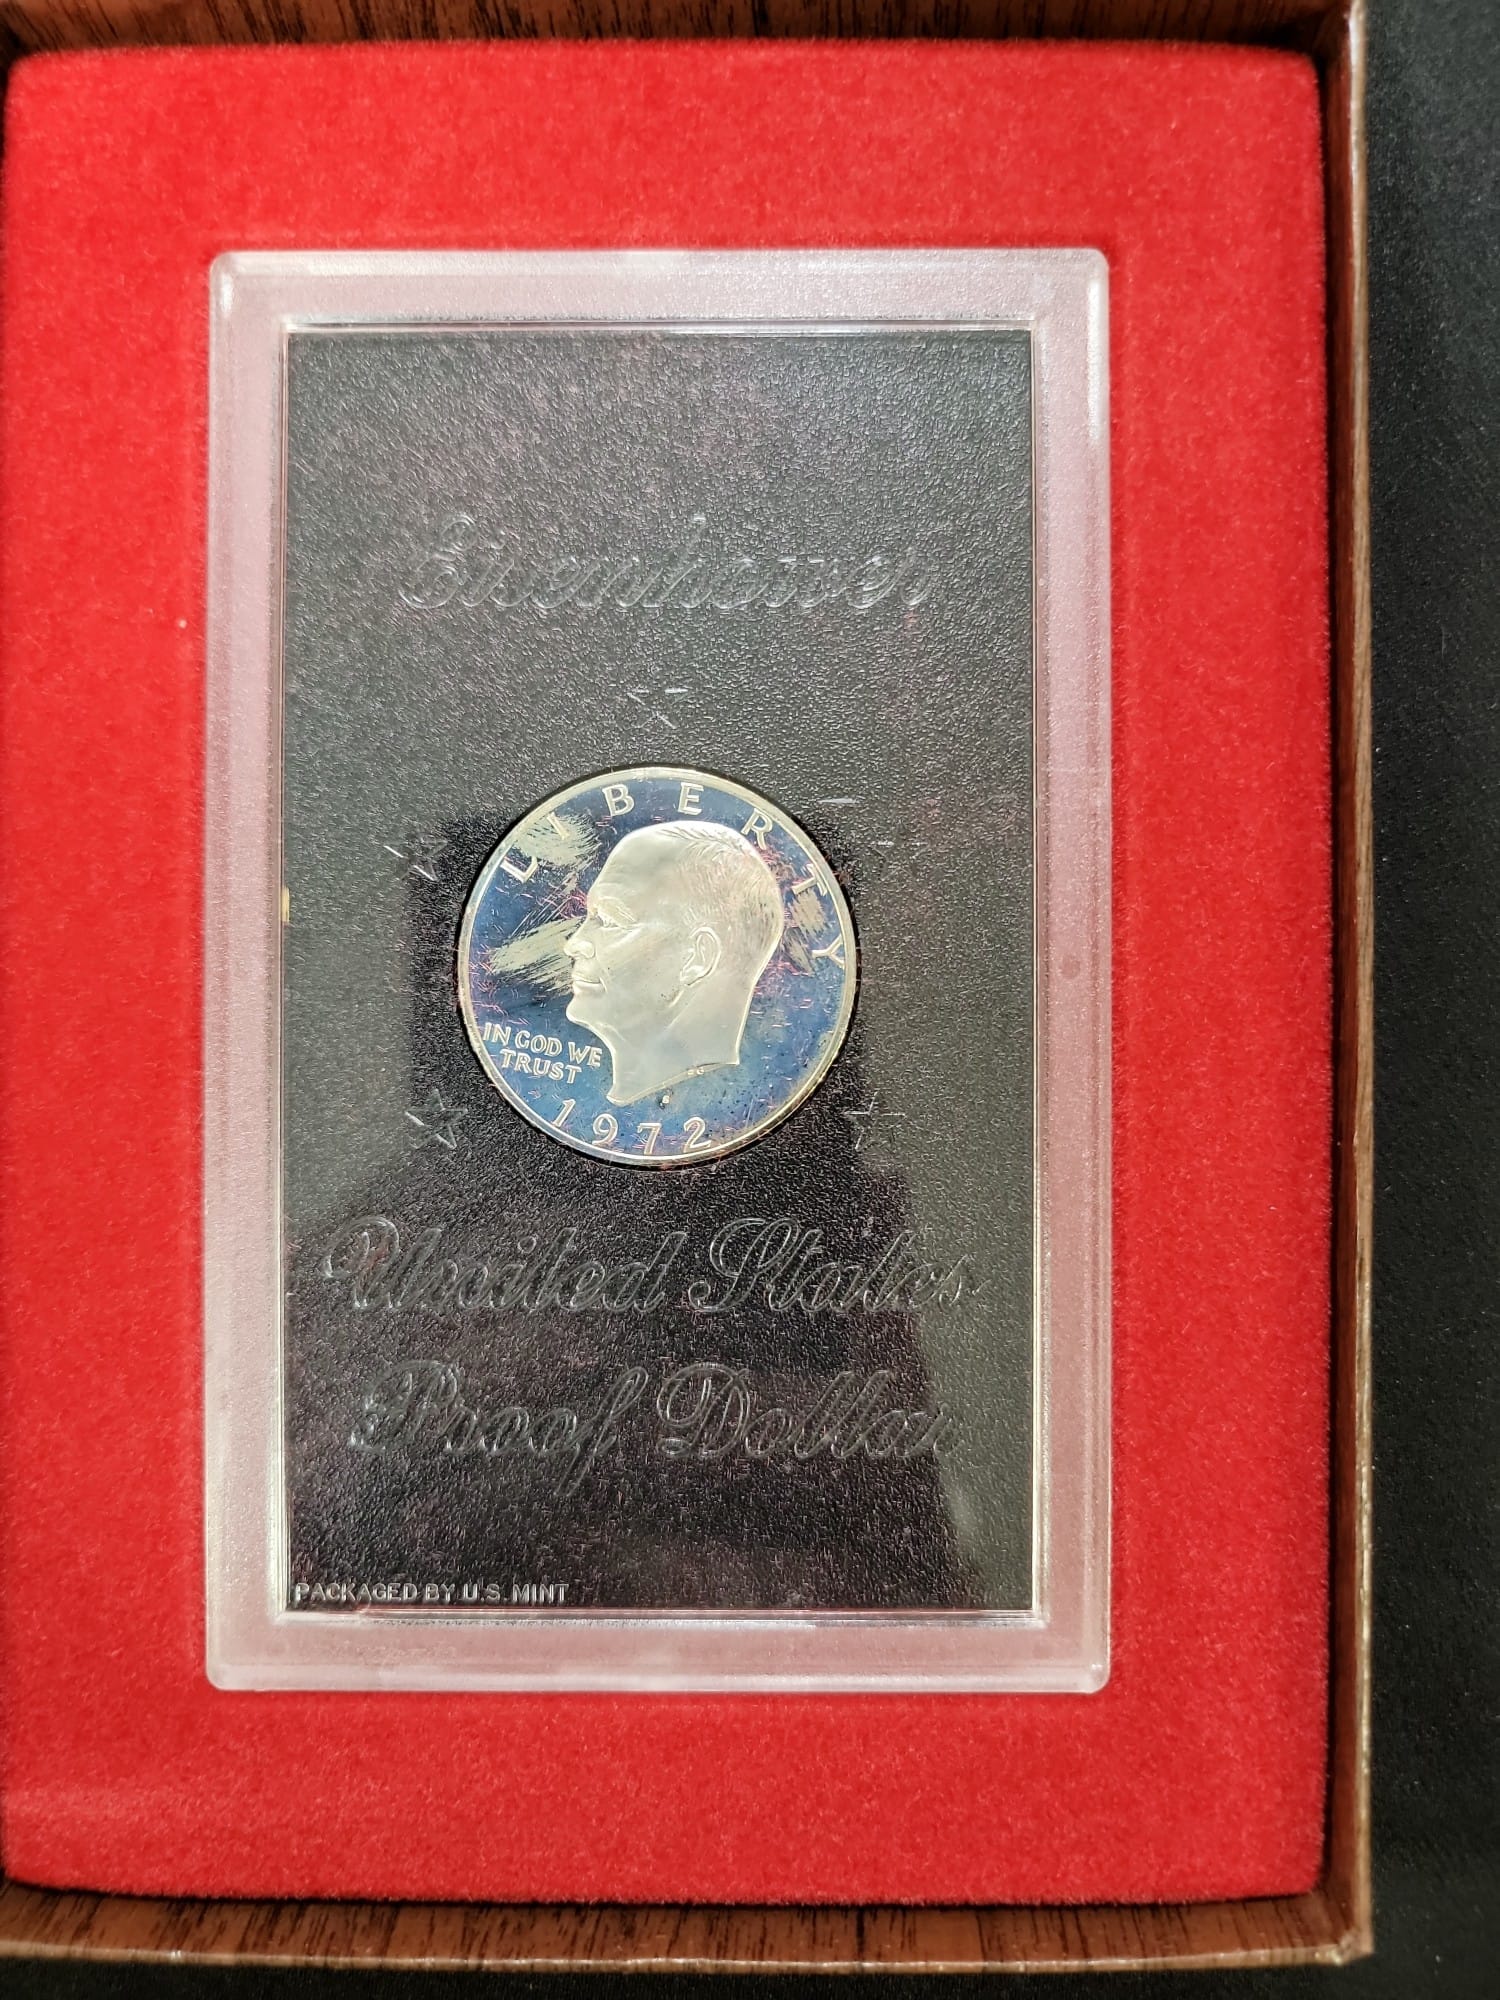 Eisenhower
LIBERTY
IN GOD WE
TRUST
1972
United States
Proof Dollar
PACKAGED BY U.S. MINT